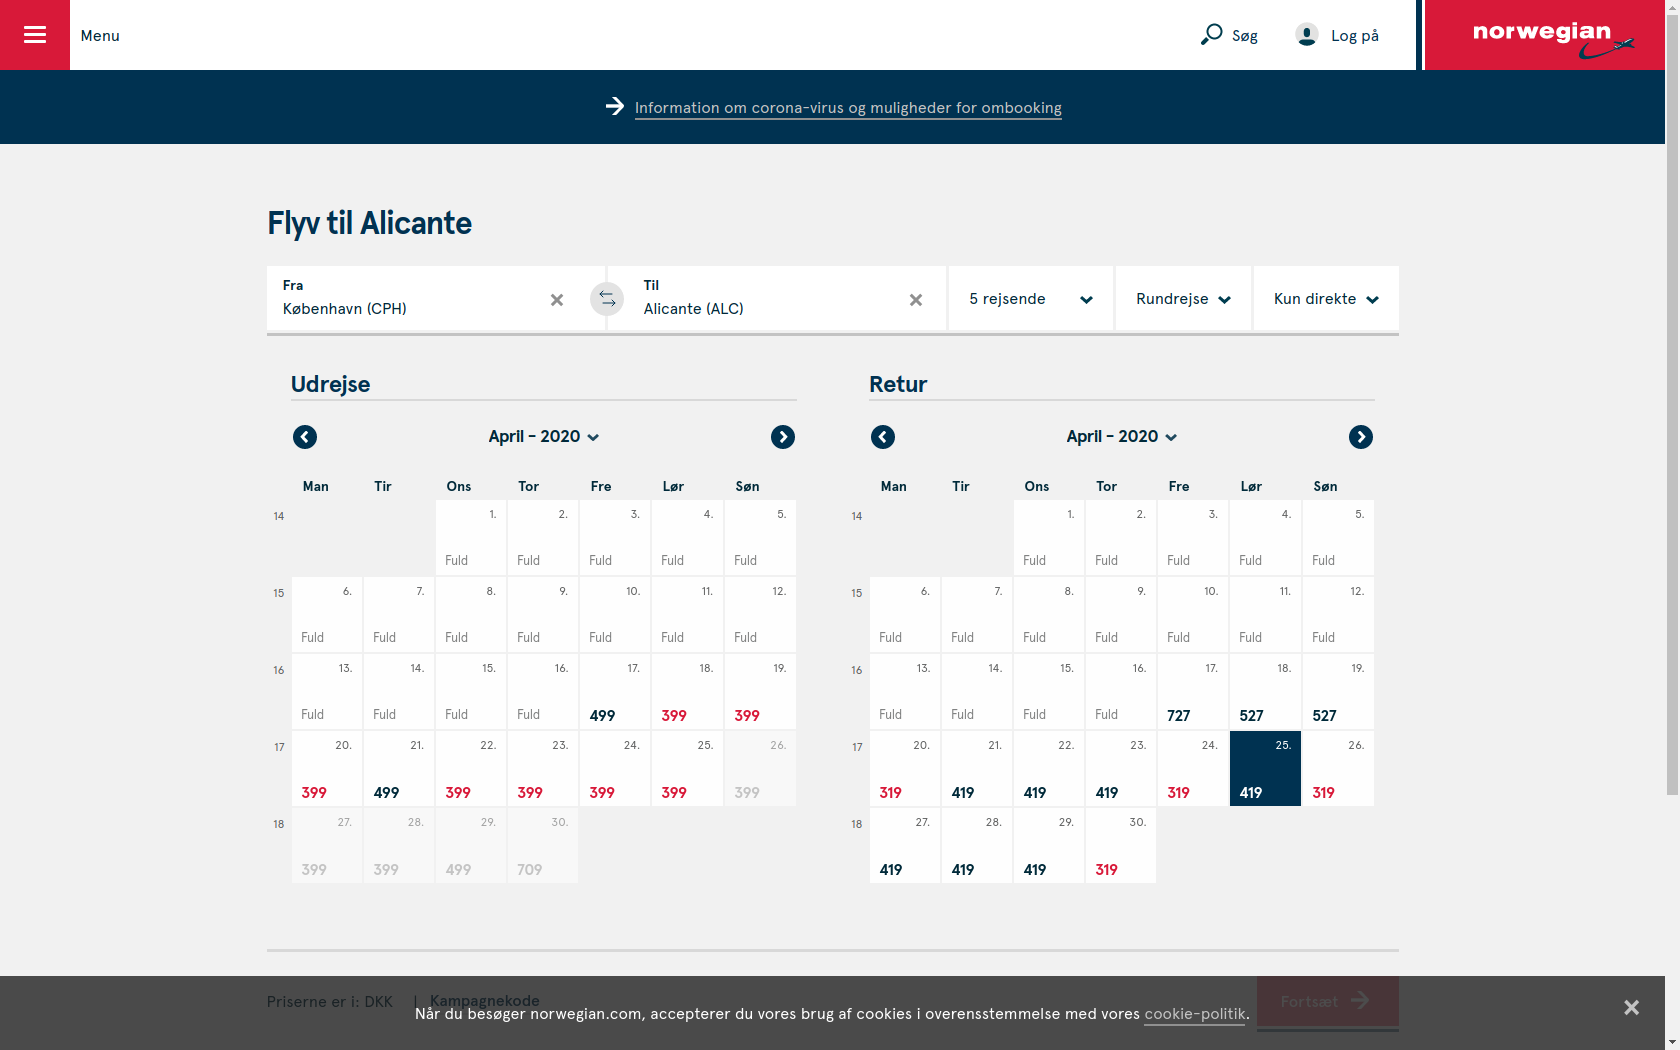 Menu
Søg
Log på
norwegian
Information om corona-virus og muligheder for ombooking
Flyv til Alicante
Fra
København (CPH)
Til
Alicante (ALC)
5 rejsende
Rundrejse
Kun direkte
Udrejse
April - 2020
Man Tir Ons Tor Fre Lør Søn
14 1. 2. 3. 4. 5.
Fuld Fuld Fuld Fuld Fuld
15 6. 7. 8. 9. 10. 11. 12.
Fuld Fuld Fuld Fuld Fuld Fuld Fuld
16 13. 14. 15. 16. 17. 18. 19.
Fuld Fuld Fuld Fuld 499 399 399
17 20. 21. 22. 23. 24. 25. 26.
399 499 399 399 399 399 399
18 27. 28. 29. 30.
399 399 499 709
Retur
April - 2020
Man Tir Ons Tor Fre Lør Søn
14 1. 2. 3. 4. 5.
Fuld Fuld Fuld Fuld Fuld
15 6. 7. 8. 9. 10. 11. 12.
Fuld Fuld Fuld Fuld Fuld Fuld Fuld
16 13. 14. 15. 16. 17. 18. 19.
Fuld Fuld Fuld Fuld 727 527 527
17 20. 21. 22. 23. 24. 25. 26.
319 419 419 419 319 419 319
18 27. 28. 29. 30.
419 419 419 319
Priserne er i: DKK | Kampagnekode
Fortsæt
Når du besøger norwegian.com, accepterer du vores brug af cookies i overensstemmelse med vores cookie-politik.